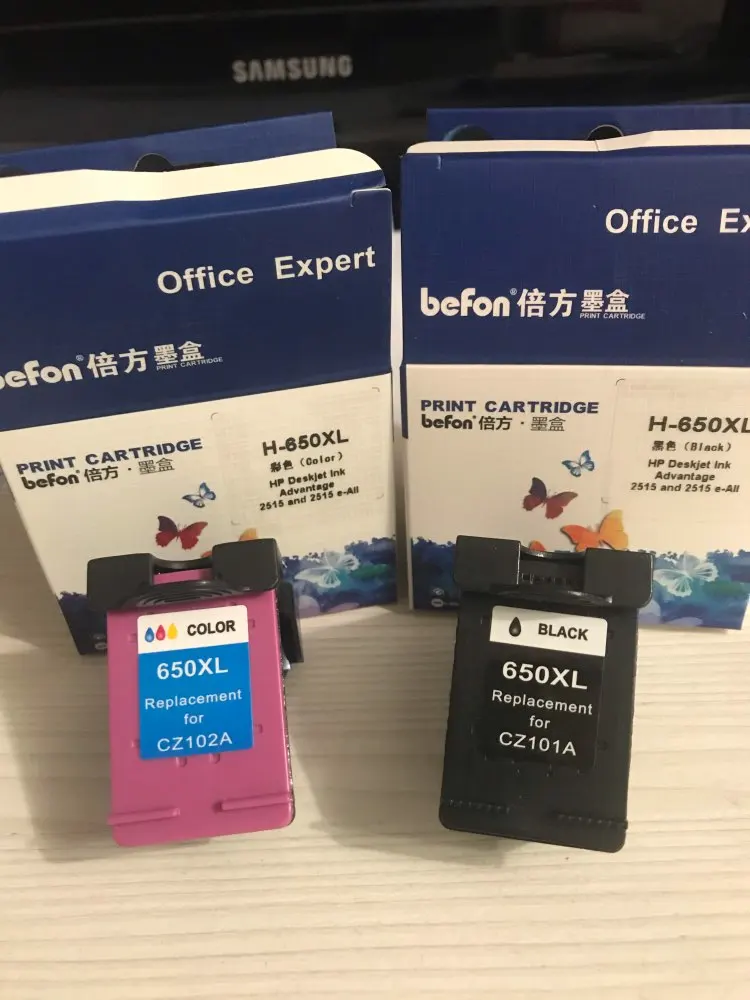 SAMSUNG
Office Expert
befon®倍方墨盒
PRINT CARTRIDGE
PRINT CARTRIDGE
befon®倍方·墨盒
H-650XL
彩色 (Color)
HP Deskjet Ink
Advantage
2515 and 2515 e-All
Office Ex
befon®倍方墨盒
PRINT CARTRIDGE
PRINT CARTRIDGE
befon®倍方·墨盒
H-650XL
黑色 (Black)
HP Deskjet Ink
Advantage
2515 and 2515 e-All
COLOR
650XL
Replacement
for
CZ102A
BLACK
650XL
Replacement
for
CZ101A